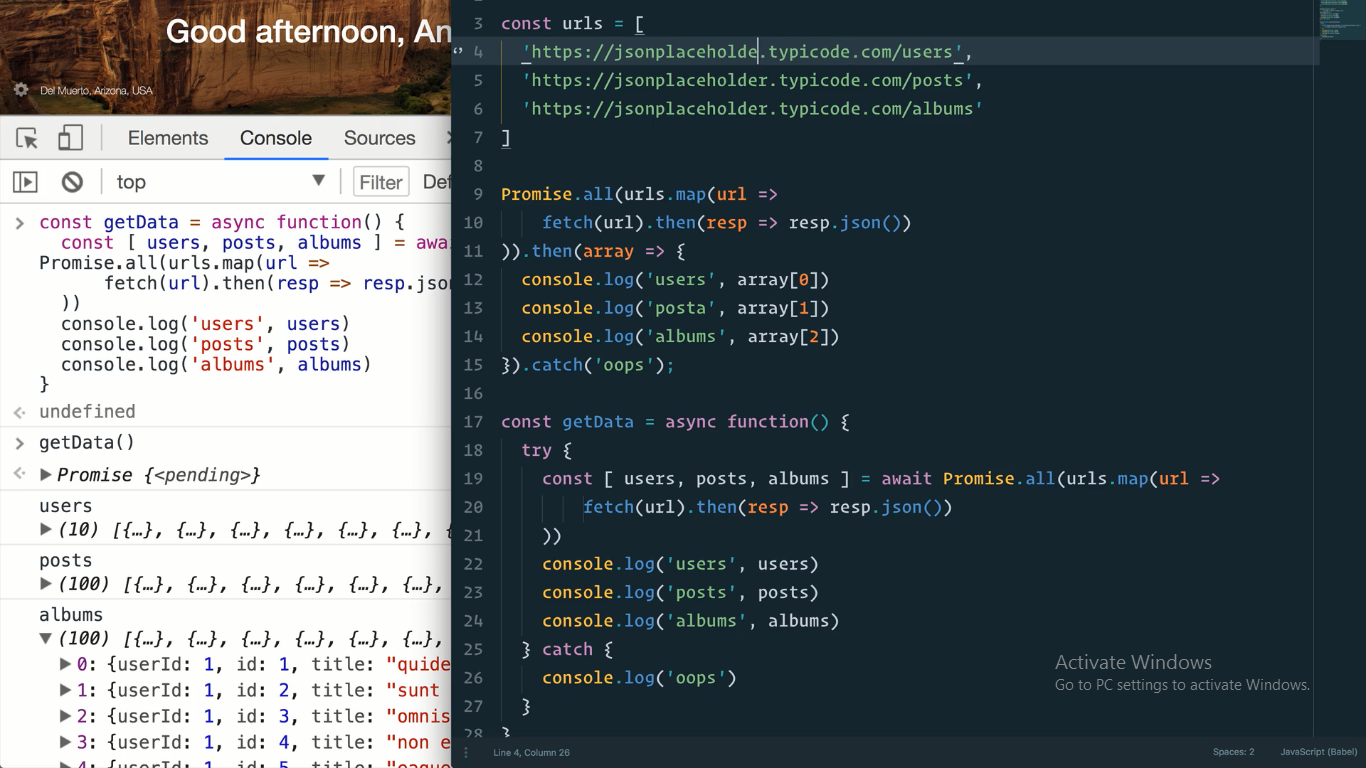 Good afternoon, An
Del Muerto, Arizona, USA
Elements Console Sources
top Filter Def
const getData = async function() {
const [ users, posts, albums ] = awa
Promise.all(urls.map(url =>
fetch(url).then(resp => resp.jso
))
console.log('users', users)
console.log('posts', posts)
console.log('albums', albums)
}
undefined
getData()
Promise {<pending>}
users
(10) [{…}, {…}, {…}, {…}, {…}, {…},
posts
(100) [{…}, {…}, {…}, {…}, {…}, {…},
albums
(100) [{…}, {…}, {…}, {…}, {…}, {…},
0: {userId: 1, id: 1, title: "quide
1: {userId: 1, id: 2, title: "sunt
2: {userId: 1, id: 3, title: "omnis
3: {userId: 1, id: 4, title: "non e
4: {userId: 1, id: 5, title: "eaque
3 const urls = [
4 'https://jsonplaceholde.typicode.com/users',
5 'https://jsonplaceholder.typicode.com/posts',
6 'https://jsonplaceholder.typicode.com/albums'
7 ]
8
9 Promise.all(urls.map(url =>
10 fetch(url).then(resp => resp.json())
11 )).then(array => {
12 console.log('users', array[0])
13 console.log('posta', array[1])
14 console.log('albums', array[2])
15 }).catch('oops');
16
17 const getData = async function() {
18 try {
19 const [ users, posts, albums ] = await Promise.all(urls.map(url =>
20 fetch(url).then(resp => resp.json())
21 ))
22 console.log('users', users)
23 console.log('posts', posts)
24 console.log('albums', albums)
25 } catch {
26 console.log('oops')
27 }
28 }
Activate Windows
Go to PC settings to activate Windows.
Line 4, Column 26
Spaces: 2 JavaScript (Babel)